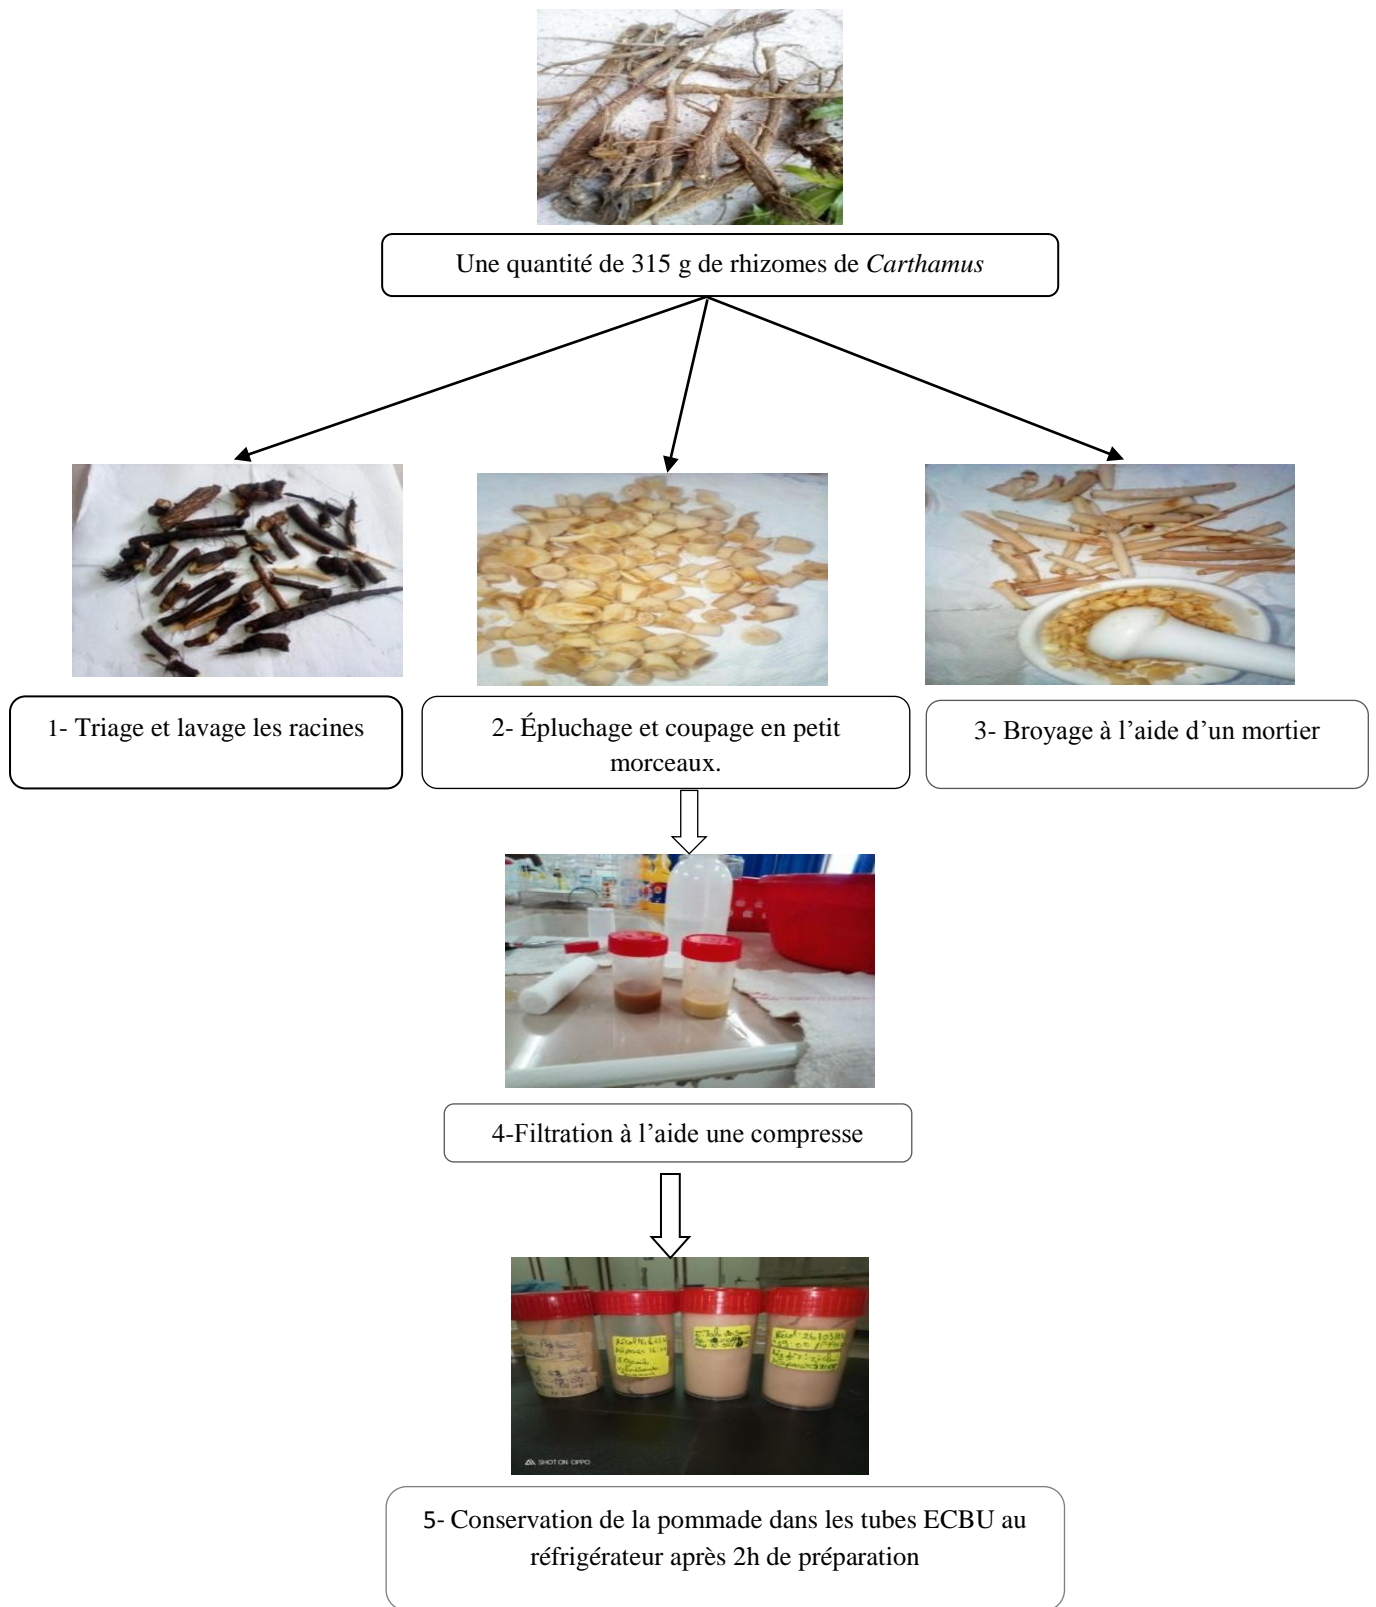 Une quantité de 315 g de rhizomes de Carthamus
1- Triage et lavage les racines
2- Épluchage et coupage en petit
morceaux.
3- Broyage à l’aide d’un mortier
4-Filtration à l’aide une compresse
SHOT ON OPPO
5- Conservation de la pommade dans les tubes ECBU au
réfrigérateur après 2h de préparation